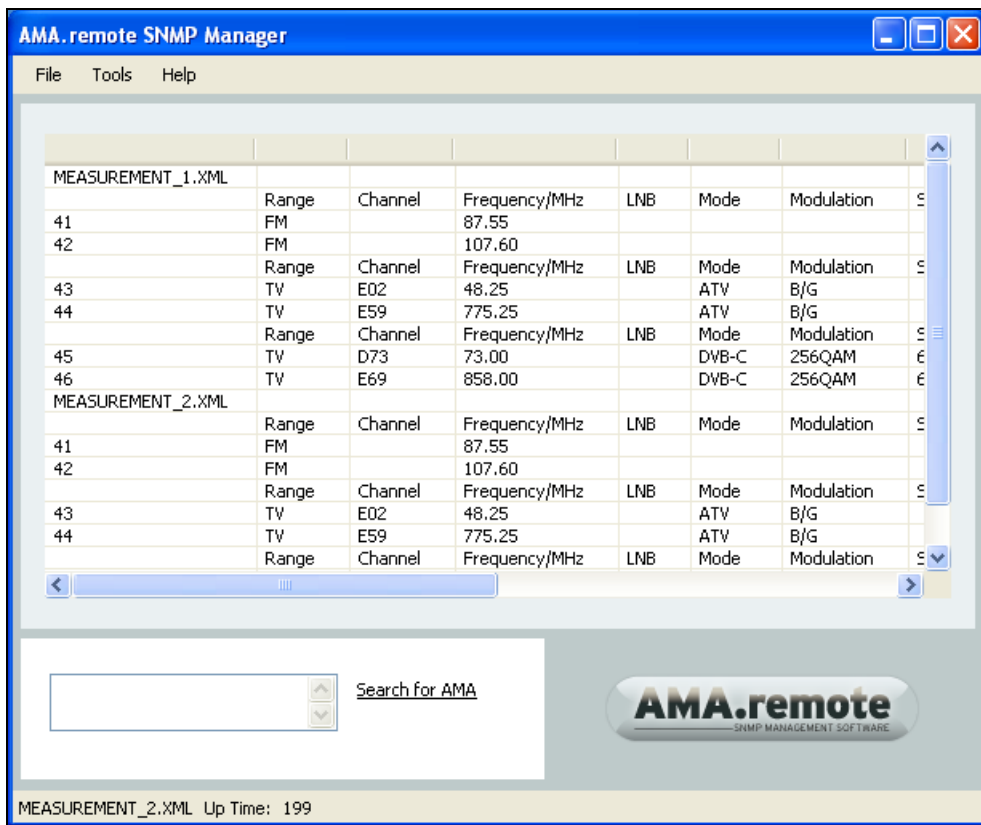 AMA.remote SNMP Manager
File Tools Help
MEASUREMENT_1.XML
Range Channel Frequency/MHz LNB Mode Modulation
41 FM 87.55
42 FM 107.60
Range Channel Frequency/MHz LNB Mode Modulation
43 TV E02 48.25 ATV B/G
44 TV E59 775.25 ATV B/G
Range Channel Frequency/MHz LNB Mode Modulation
45 TV D73 73.00 DVB-C 256QAM
46 TV E69 858.00 DVB-C 256QAM
MEASUREMENT_2.XML
Range Channel Frequency/MHz LNB Mode Modulation
41 FM 87.55
42 FM 107.60
Range Channel Frequency/MHz LNB Mode Modulation
43 TV E02 48.25 ATV B/G
44 TV E59 775.25 ATV B/G
Range Channel Frequency/MHz LNB Mode Modulation
Search for AMA
AMA.remote
SNMP MANAGEMENT SOFTWARE
MEASUREMENT_2.XML Up Time: 199